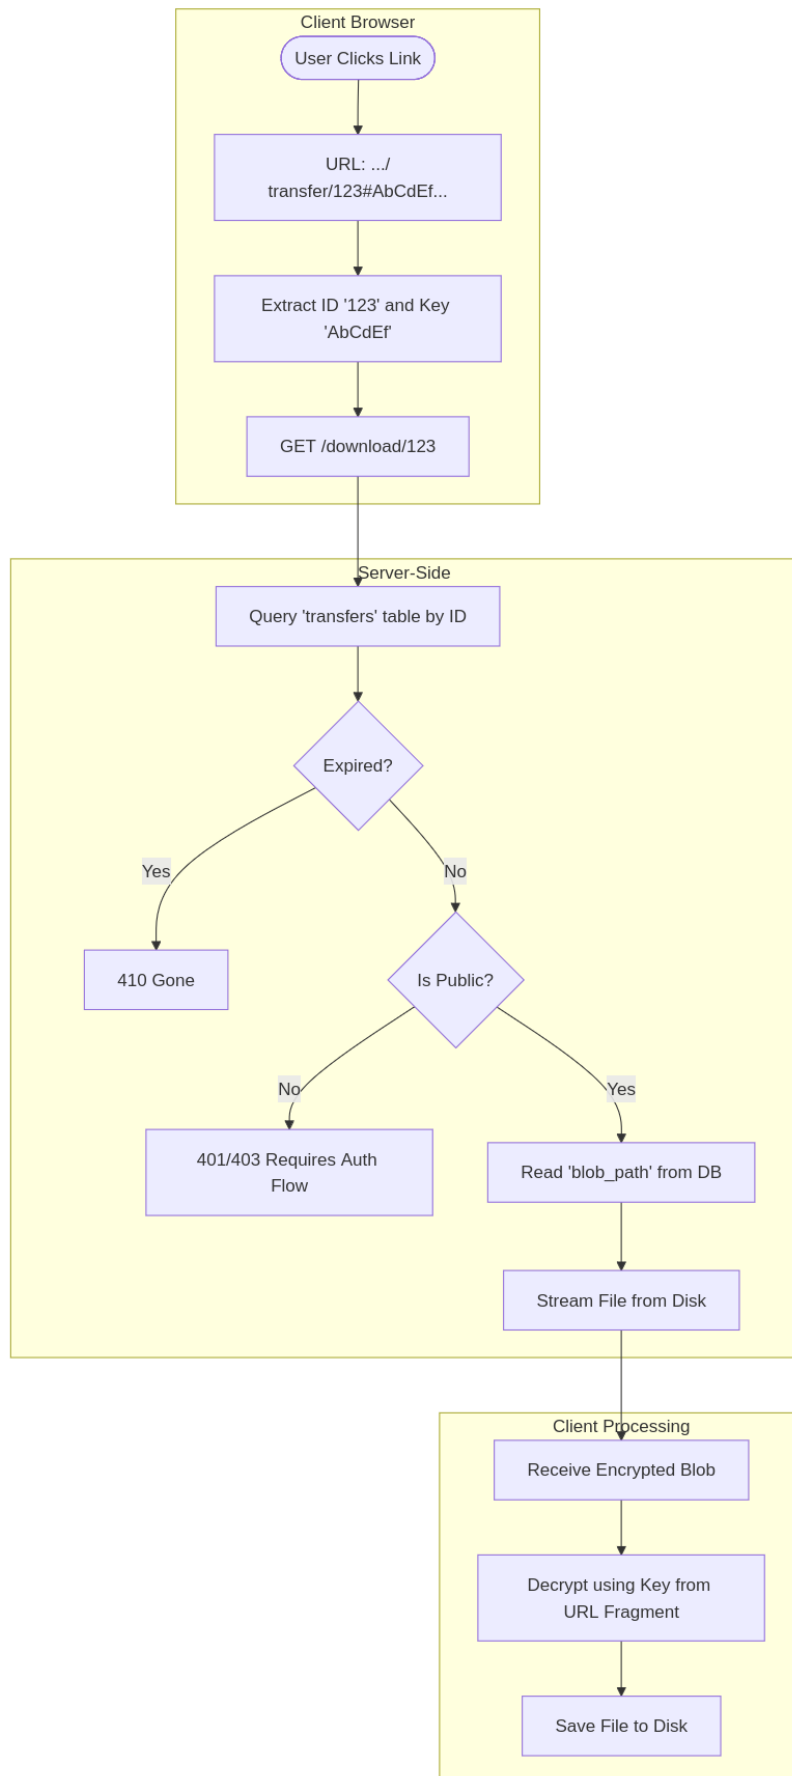 Client Browser
User Clicks Link
URL: .../
transfer/123#AbCdEf...
Extract ID '123' and Key
'AbCdEf'
GET /download/123
Server-Side
Query 'transfers' table by ID
Expired?
Yes
No
410 Gone
Is Public?
No
Yes
401/403 Requires Auth
Flow
Read 'blob_path' from DB
Stream File from Disk
Client Processing
Receive Encrypted Blob
Decrypt using Key from
URL Fragment
Save File to Disk